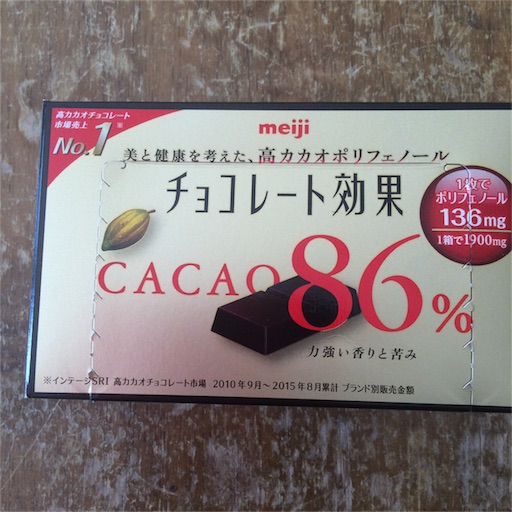 高カカオチョコレート
市場売上 ※
No.1
meiji
美と健康を考えた、高カカオポリフェノール
チョコレート効果
1枚で
ポリフェノール
136mg
1箱で1900mg
CACAO 86%
力強い香りと苦み
※インテージSRI 高カカオチョコレート市場 2010年9月～2015年8月累計 ブランド別販売金額